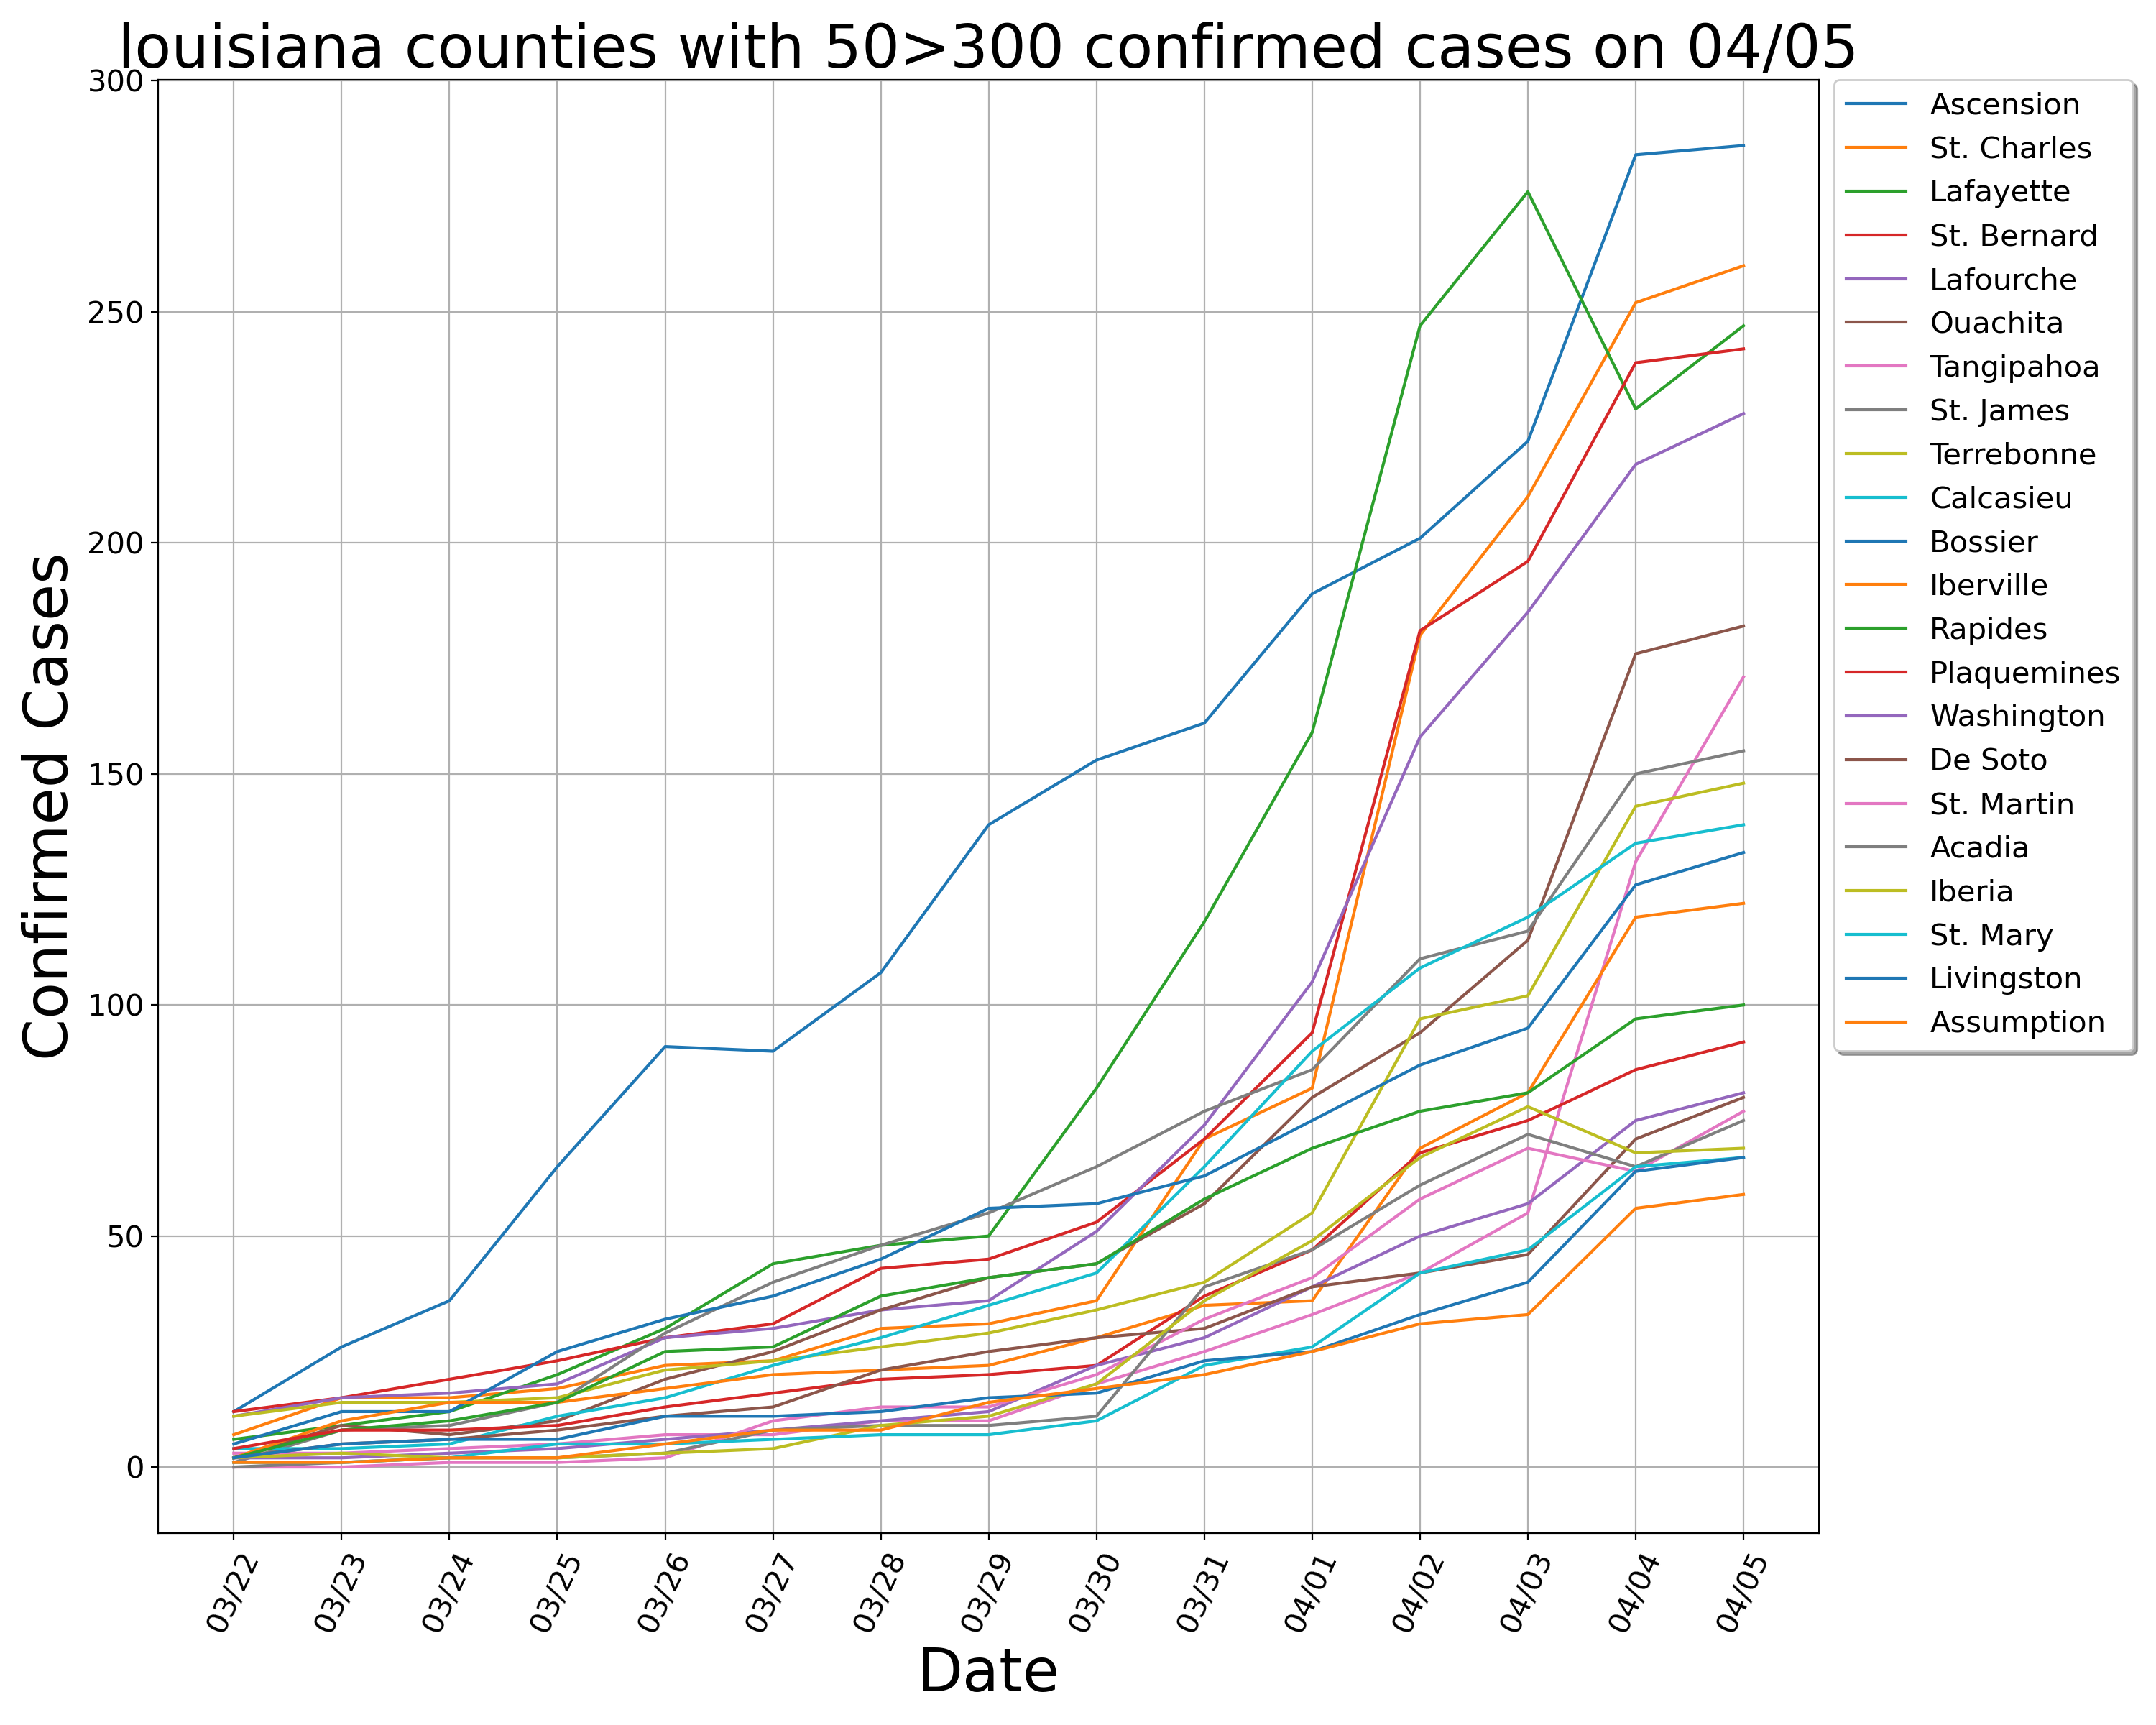 louisiana counties with 50>300 confirmed cases on 04/05
300
250
200
150
100
50
0
Confirmed Cases
03/22
03/23
03/24
03/25
03/26
03/27
03/28
03/29
03/30
03/31
04/01
04/02
04/03
04/04
04/05
Date
Ascension
St. Charles
Lafayette
St. Bernard
Lafourche
Ouachita
Tangipahoa
St. James
Terrebonne
Calcasieu
Bossier
Iberville
Rapides
Plaquemines
Washington
De Soto
St. Martin
Acadia
Iberia
St. Mary
Livingston
Assumption